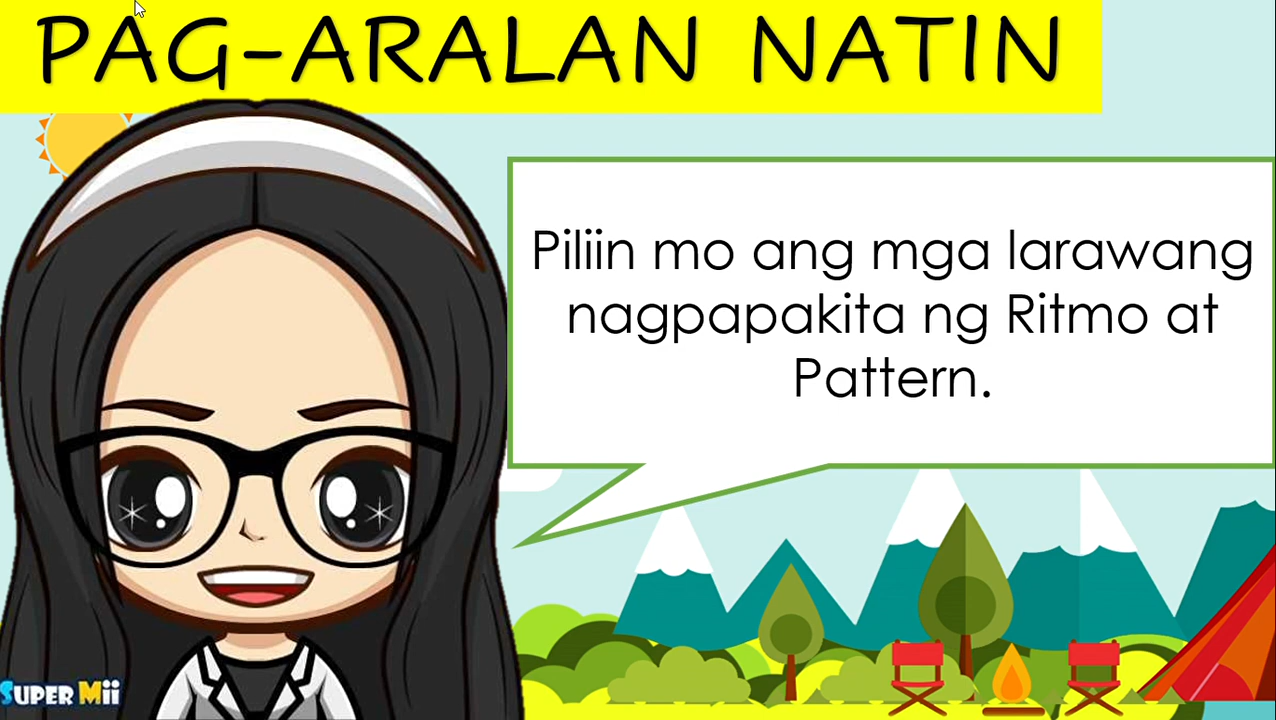 PAG-ARALAN NATIN
Piliin mo ang mga larawang
nagpapakita ng Ritmo at
Pattern.
SUPER Mii